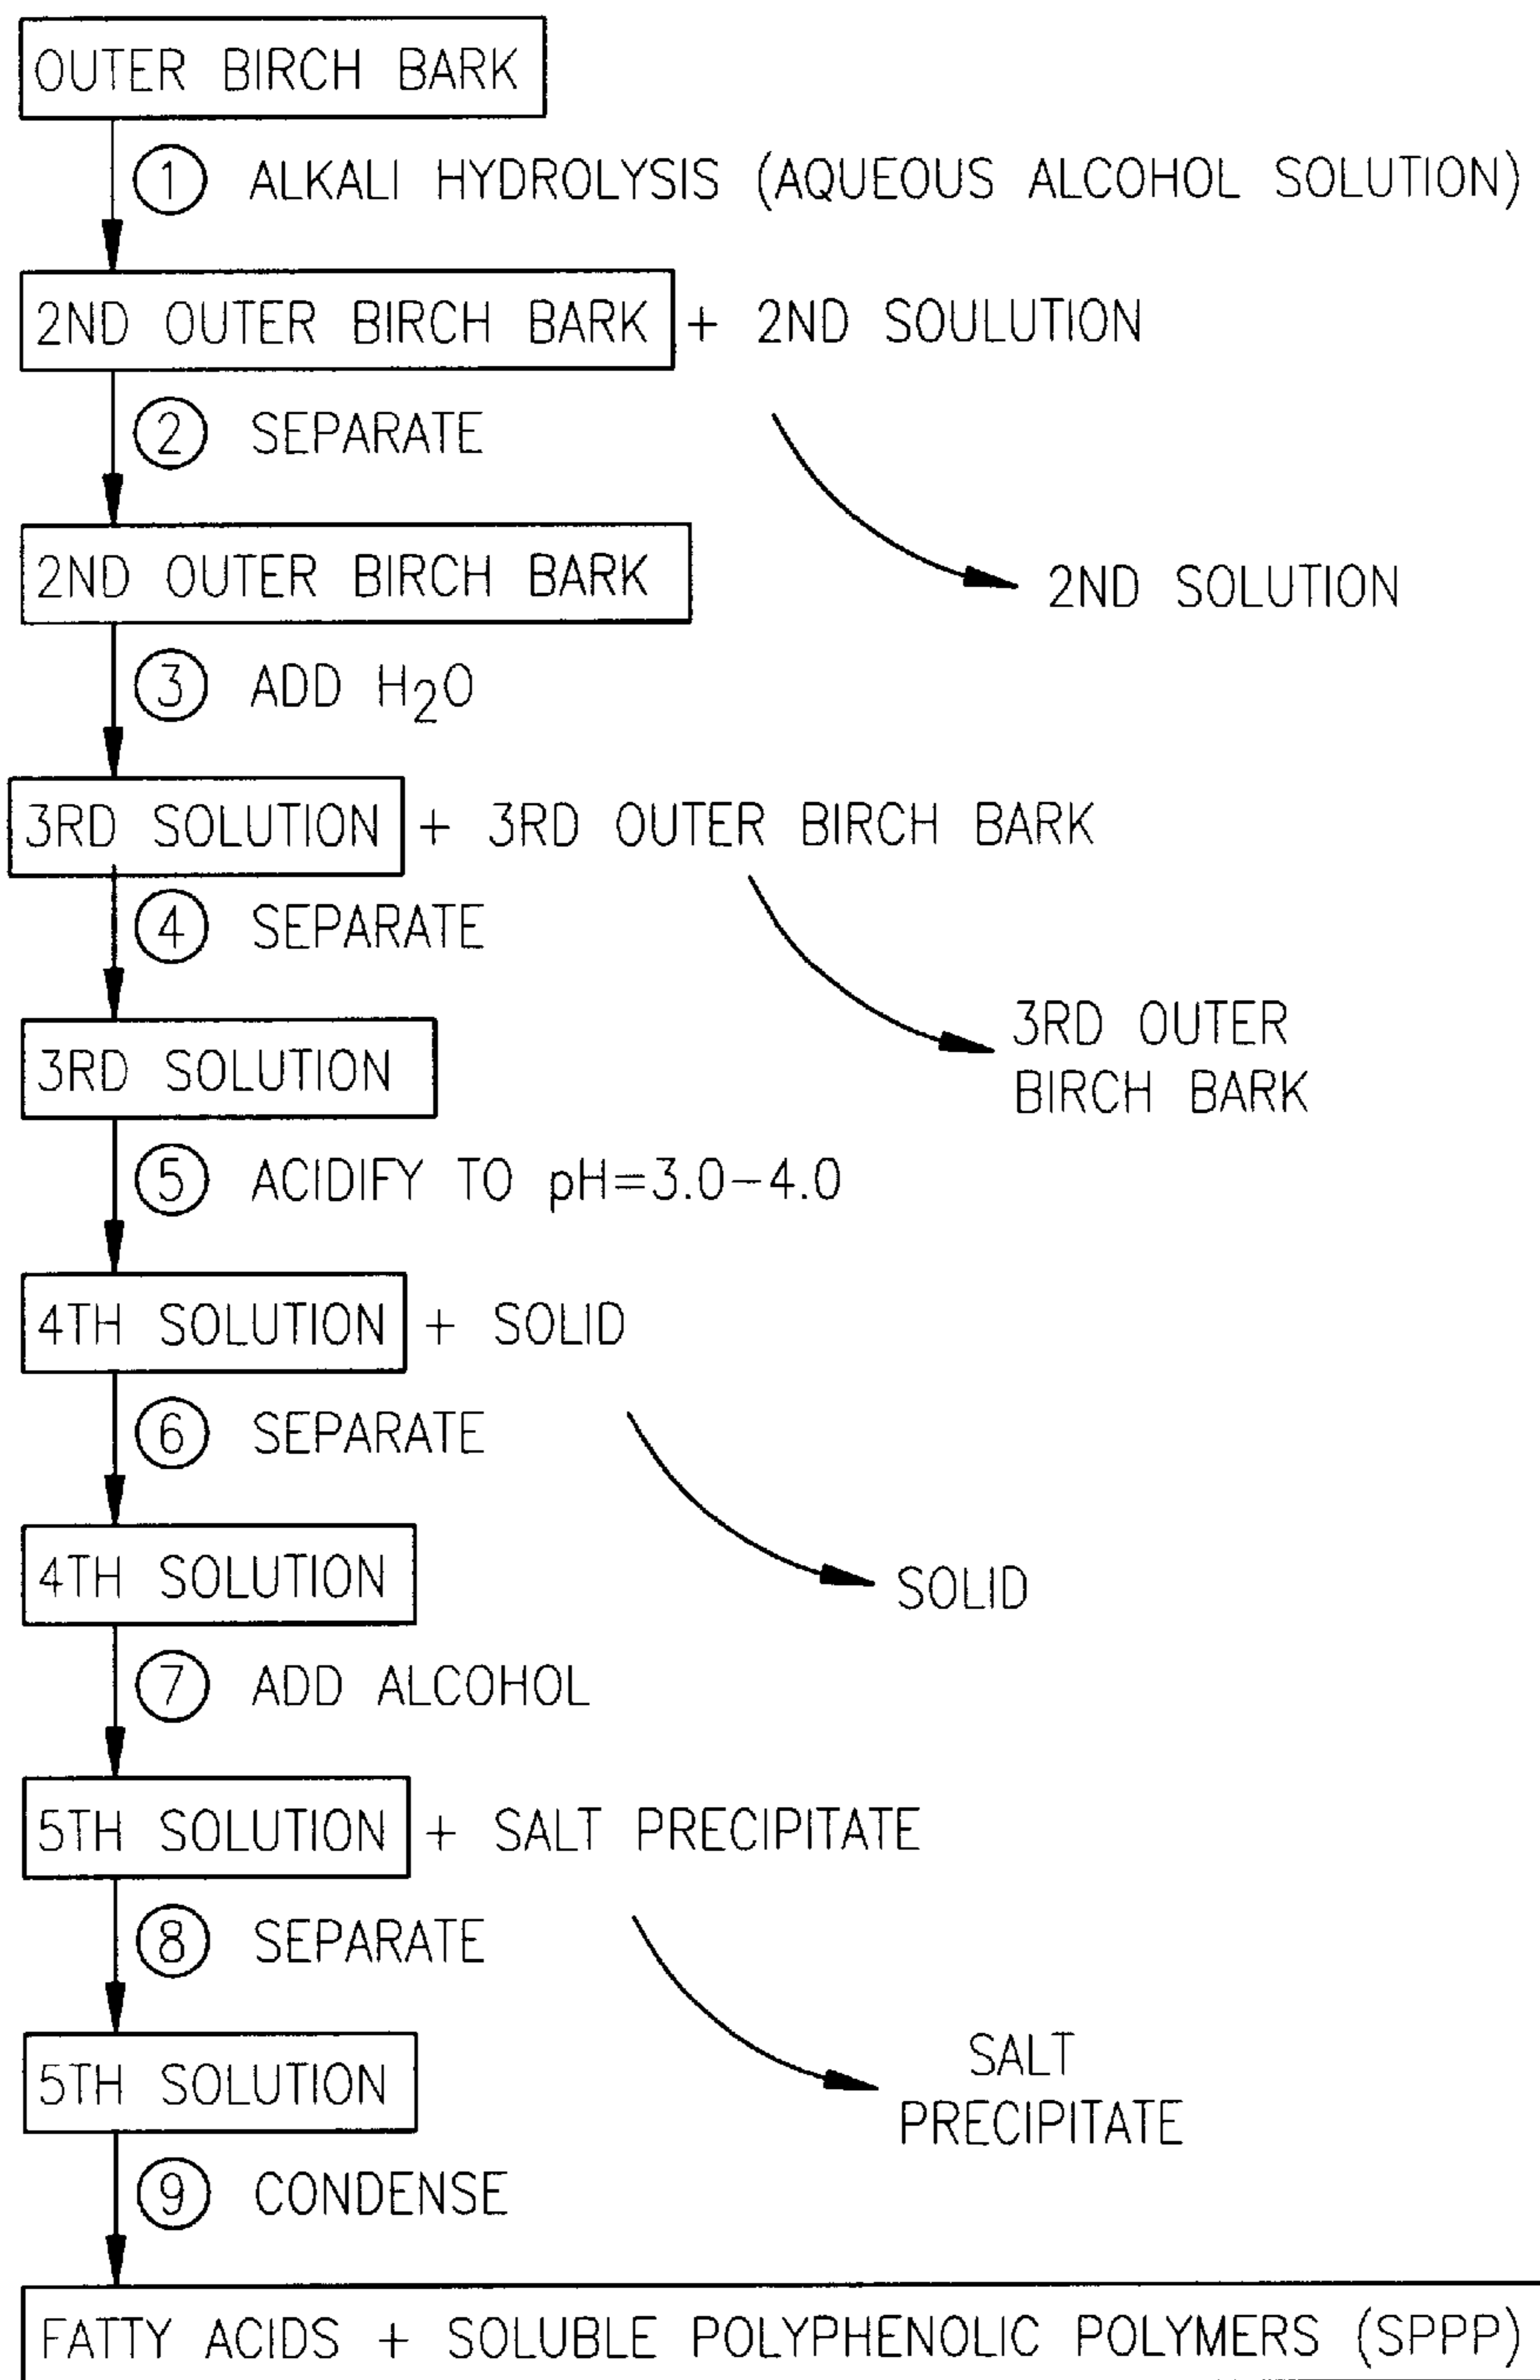 OUTER BIRCH BARK
1 ALKALI HYDROLYSIS (AQUEOUS ALCOHOL SOLUTION)
2ND OUTER BIRCH BARK + 2ND SOULUTION
2 SEPARATE
2ND OUTER BIRCH BARK
2ND SOLUTION
3 ADD H2O
3RD SOLUTION + 3RD OUTER BIRCH BARK
4 SEPARATE
3RD OUTER
BIRCH BARK
3RD SOLUTION
5 ACIDIFY TO pH=3.0-4.0
4TH SOLUTION + SOLID
6 SEPARATE
4TH SOLUTION
SOLID
7 ADD ALCOHOL
5TH SOLUTION + SALT PRECIPITATE
8 SEPARATE
SALT
PRECIPITATE
5TH SOLUTION
9 CONDENSE
FATTY ACIDS + SOLUBLE POLYPHENOLIC POLYMERS (SPPP)